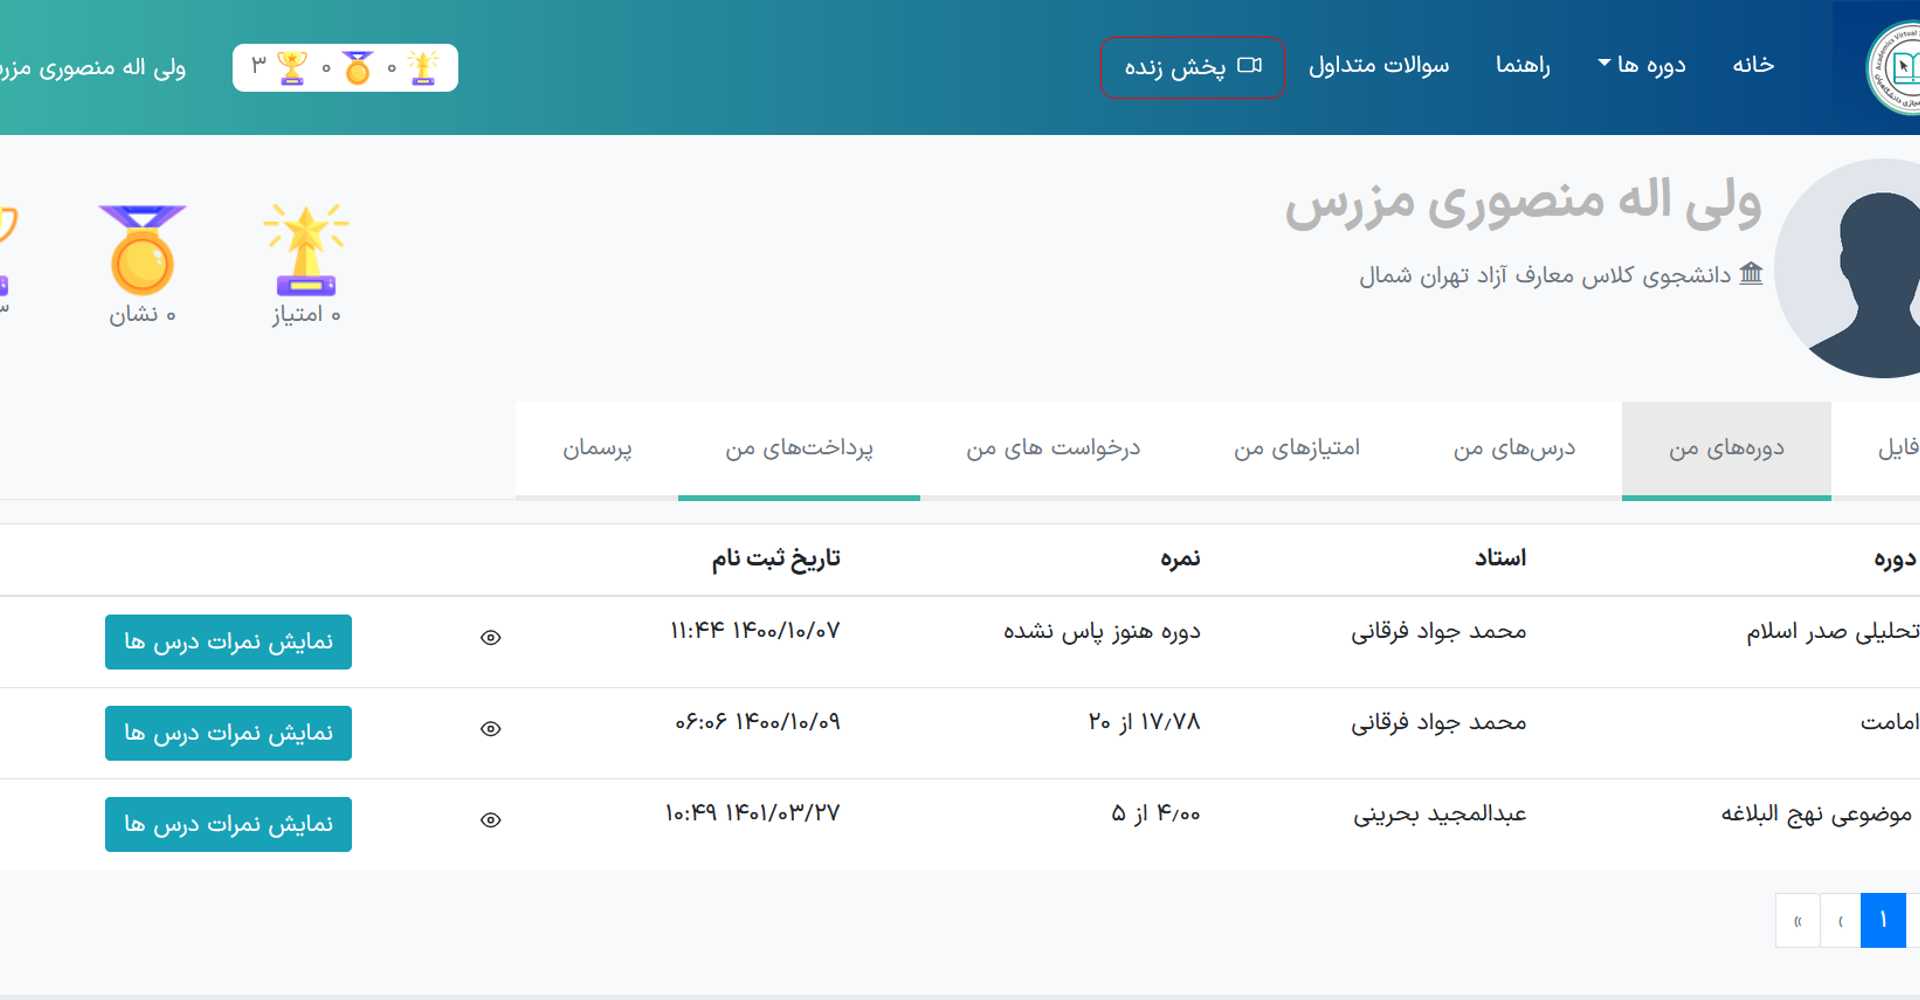 خانه
دوره ها
راهنما
سوالات متداول
پخش زنده
۰ ۰ ۳
ولی اله منصوری
Academics Virtual
ولی اله منصوری مزرس
دانشجوی کلاس معارف آزاد تهران شمال
۰ امتیاز
۰ نشان
۳
دوره‌های من
درس‌های من
امتیازهای من
درخواست های من
پرداخت‌های من
پرسمان
دوره استاد نمره تاریخ ثبت نام
تحلیلی صدر اسلام محمد جواد فرقانی دوره هنوز پاس نشده ۱۴۰۰/۱۰/۰۷ ۱۱:۴۴ نمایش نمرات درس ها
امامت محمد جواد فرقانی ۱۷٫۷۸ از ۲۰ ۱۴۰۰/۱۰/۰۹ ۰۶:۰۶ نمایش نمرات درس ها
موضوعی نهج البلاغه عبدالمجید بحرینی ۴٫۰۰ از ۵ ۱۴۰۱/۰۳/۲۷ ۱۰:۴۹ نمایش نمرات درس ها
۱ › »